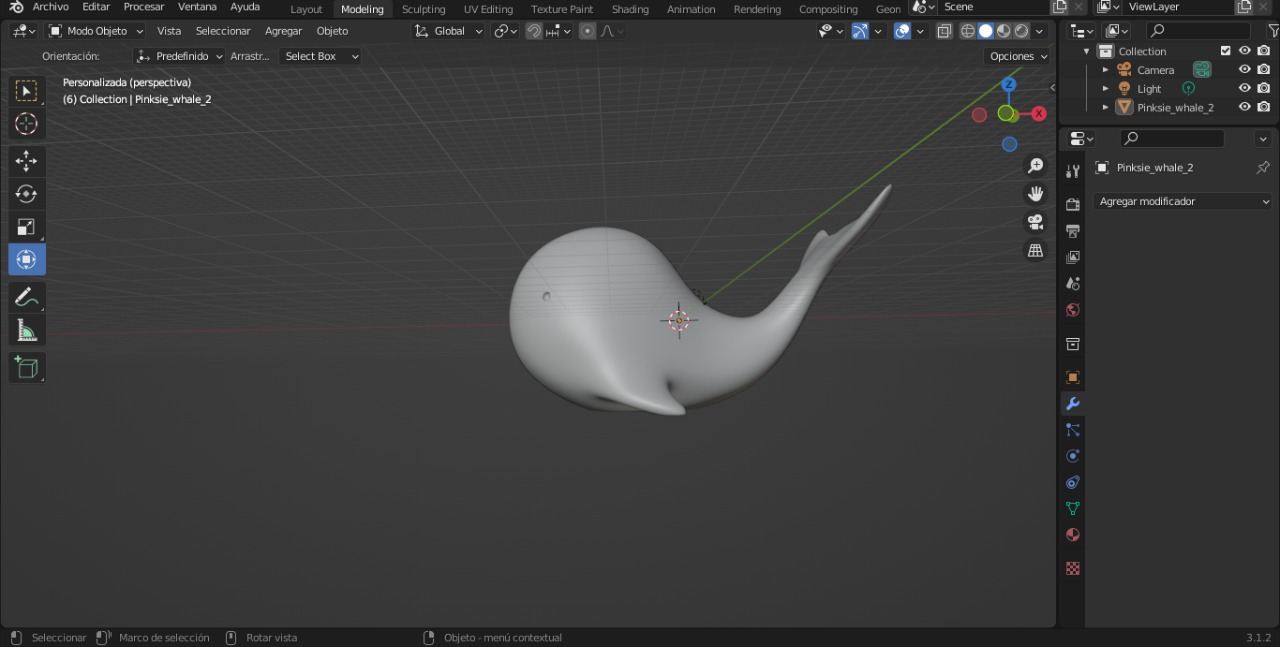 Archivo Editar Procesar Ventana Ayuda Layout Modeling Sculpting UV Editing Texture Paint Shading Animation Rendering Compositing Geon Scene ViewLayer
Modo Objeto Vista Seleccionar Agregar Objeto Global
Orientación: Predefinido Arrastr... Select Box Opciones
Personalizada (perspectiva)
(6) Collection | Pinksie_whale_2
Z
X
Collection
Camera
Light
Pinksie_whale_2
Pinksie_whale_2
Agregar modificador
Seleccionar Marco de selección Rotar vista Objeto - menú contextual 3.1.2